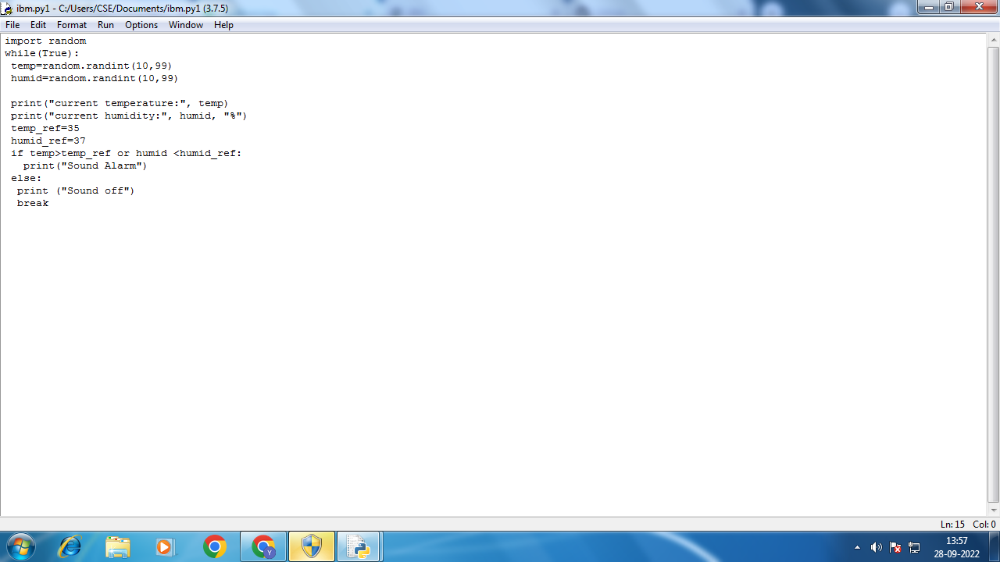 ibm.py1 - C:/Users/CSE/Documents/ibm.py1 (3.7.5)
File Edit Format Run Options Window Help
import random
while(True):
 temp=random.randint(10,99)
 humid=random.randint(10,99)

 print("current temperature:", temp)
 print("current humidity:", humid, "%")
 temp_ref=35
 humid_ref=37
 if temp>temp_ref or humid <humid_ref:
   print("Sound Alarm")
 else:
  print ("Sound off")
  break
Ln: 15 Col: 0
Y
13:57
28-09-2022